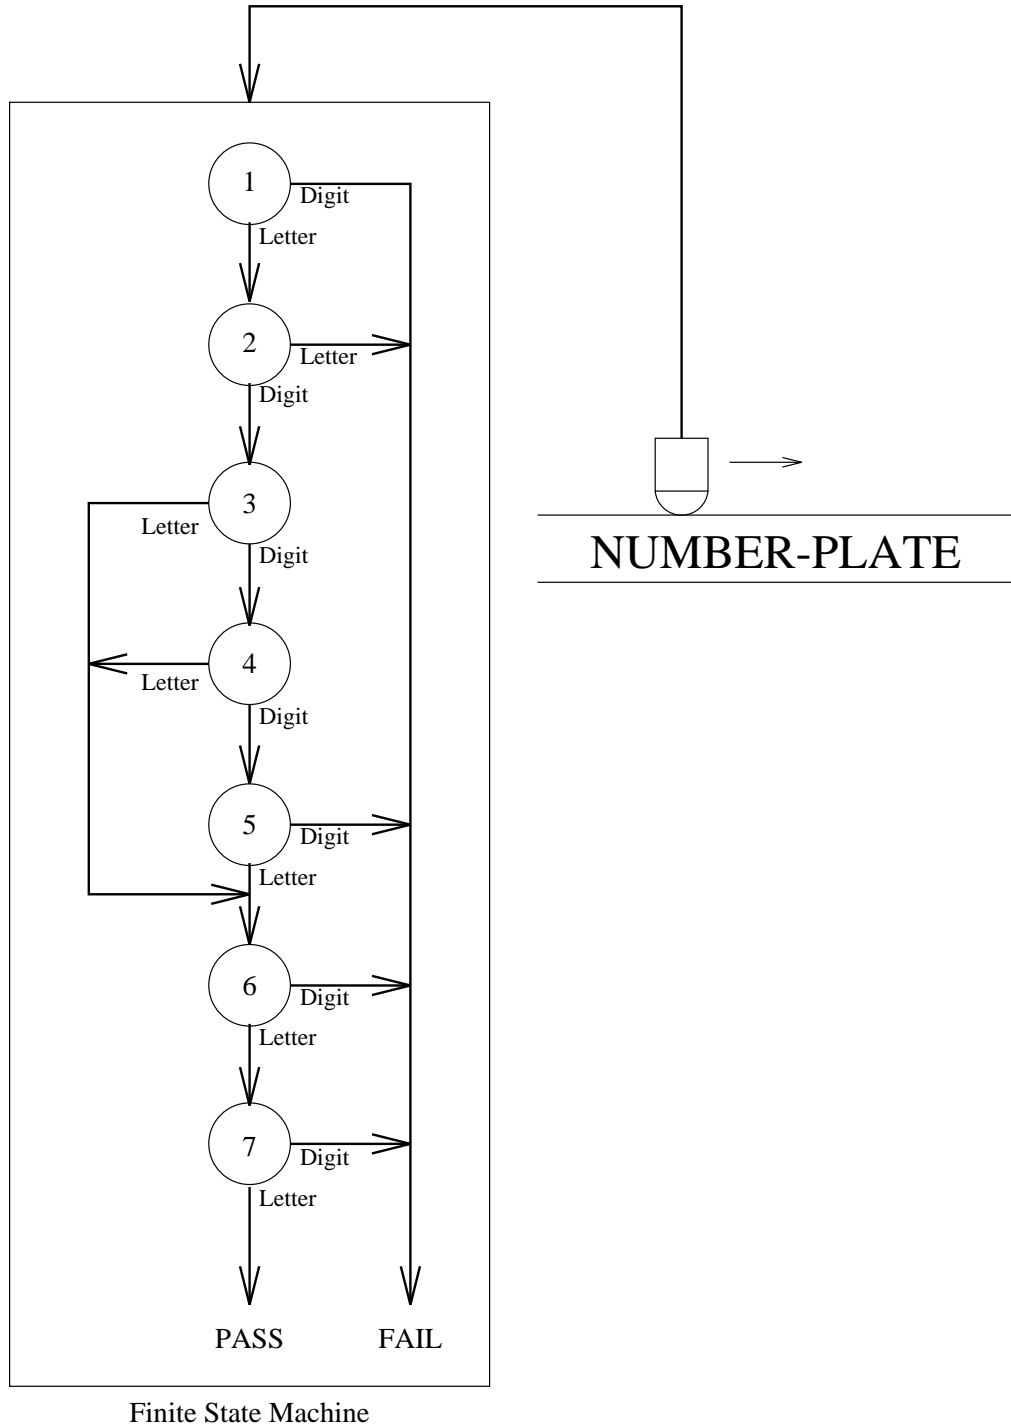 1
Digit
Letter
2
Letter
Digit
3
Letter
Digit
4
Letter
Digit
5
Digit
Letter
6
Digit
Letter
7
Digit
Letter
PASS
FAIL
Finite State Machine
NUMBER-PLATE